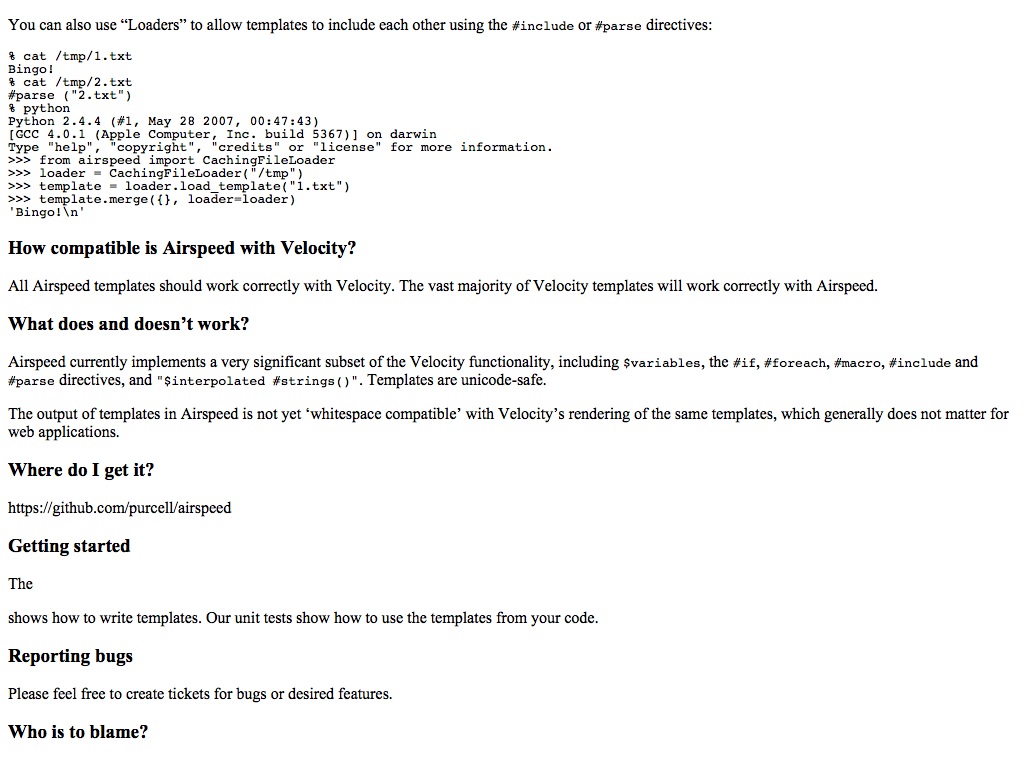 You can also use “Loaders” to allow templates to include each other using the #include or #parse directives:
% cat /tmp/1.txt
Bingo!
% cat /tmp/2.txt
#parse ("2.txt")
% python
Python 2.4.4 (#1, May 28 2007, 00:47:43)
[GCC 4.0.1 (Apple Computer, Inc. build 5367)] on darwin
Type "help", "copyright", "credits" or "license" for more information.
>>> from airspeed import CachingFileLoader
>>> loader = CachingFileLoader("/tmp")
>>> template = loader.load_template("1.txt")
>>> template.merge({}, loader=loader)
'Bingo!\n'
How compatible is Airspeed with Velocity?
All Airspeed templates should work correctly with Velocity. The vast majority of Velocity templates will work correctly with Airspeed.
What does and doesn’t work?
Airspeed currently implements a very significant subset of the Velocity functionality, including $variables, the #if, #foreach, #macro, #include and
#parse directives, and "$interpolated #strings()". Templates are unicode-safe.
The output of templates in Airspeed is not yet ‘whitespace compatible’ with Velocity’s rendering of the same templates, which generally does not matter for
web applications.
Where do I get it?
https://github.com/purcell/airspeed
Getting started
The
shows how to write templates. Our unit tests show how to use the templates from your code.
Reporting bugs
Please feel free to create tickets for bugs or desired features.
Who is to blame?